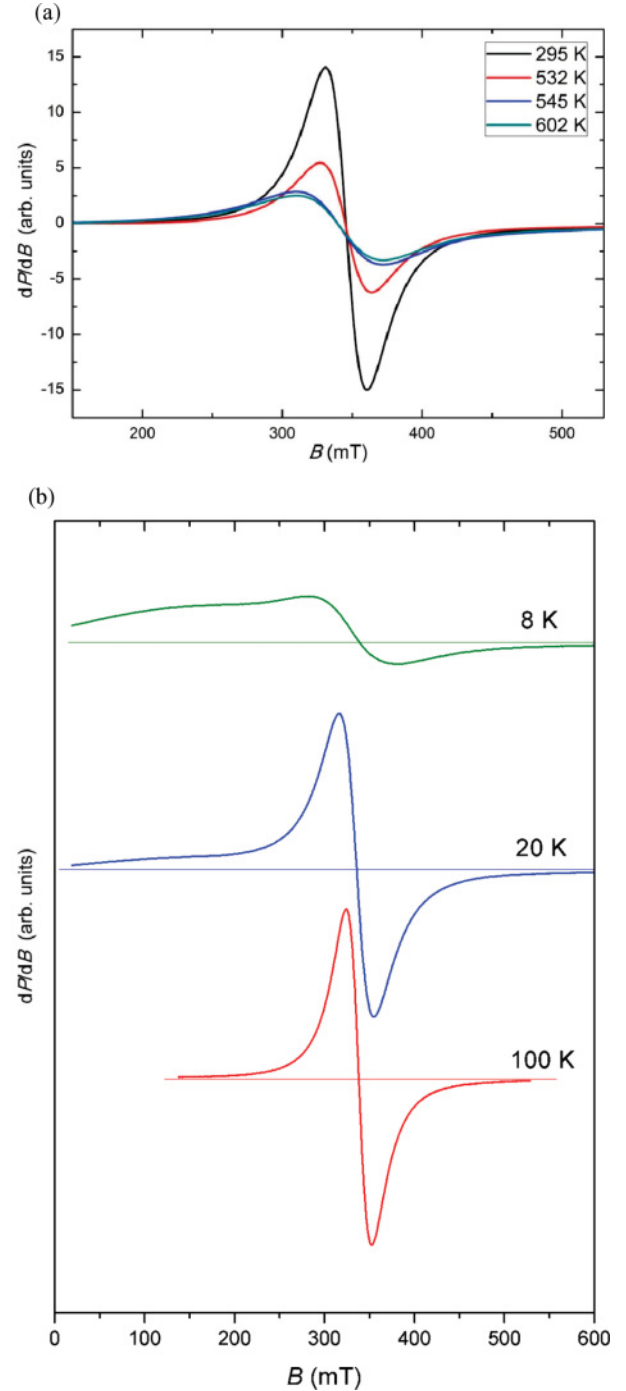 (a)
295 K
532 K
545 K
602 K
15
10
5
0
-5
-10
-15
dP/dB (arb. units)
200 300 400 500
B (mT)
(b)
8 K
20 K
100 K
dP/dB (arb. units)
0 100 200 300 400 500 600
B (mT)